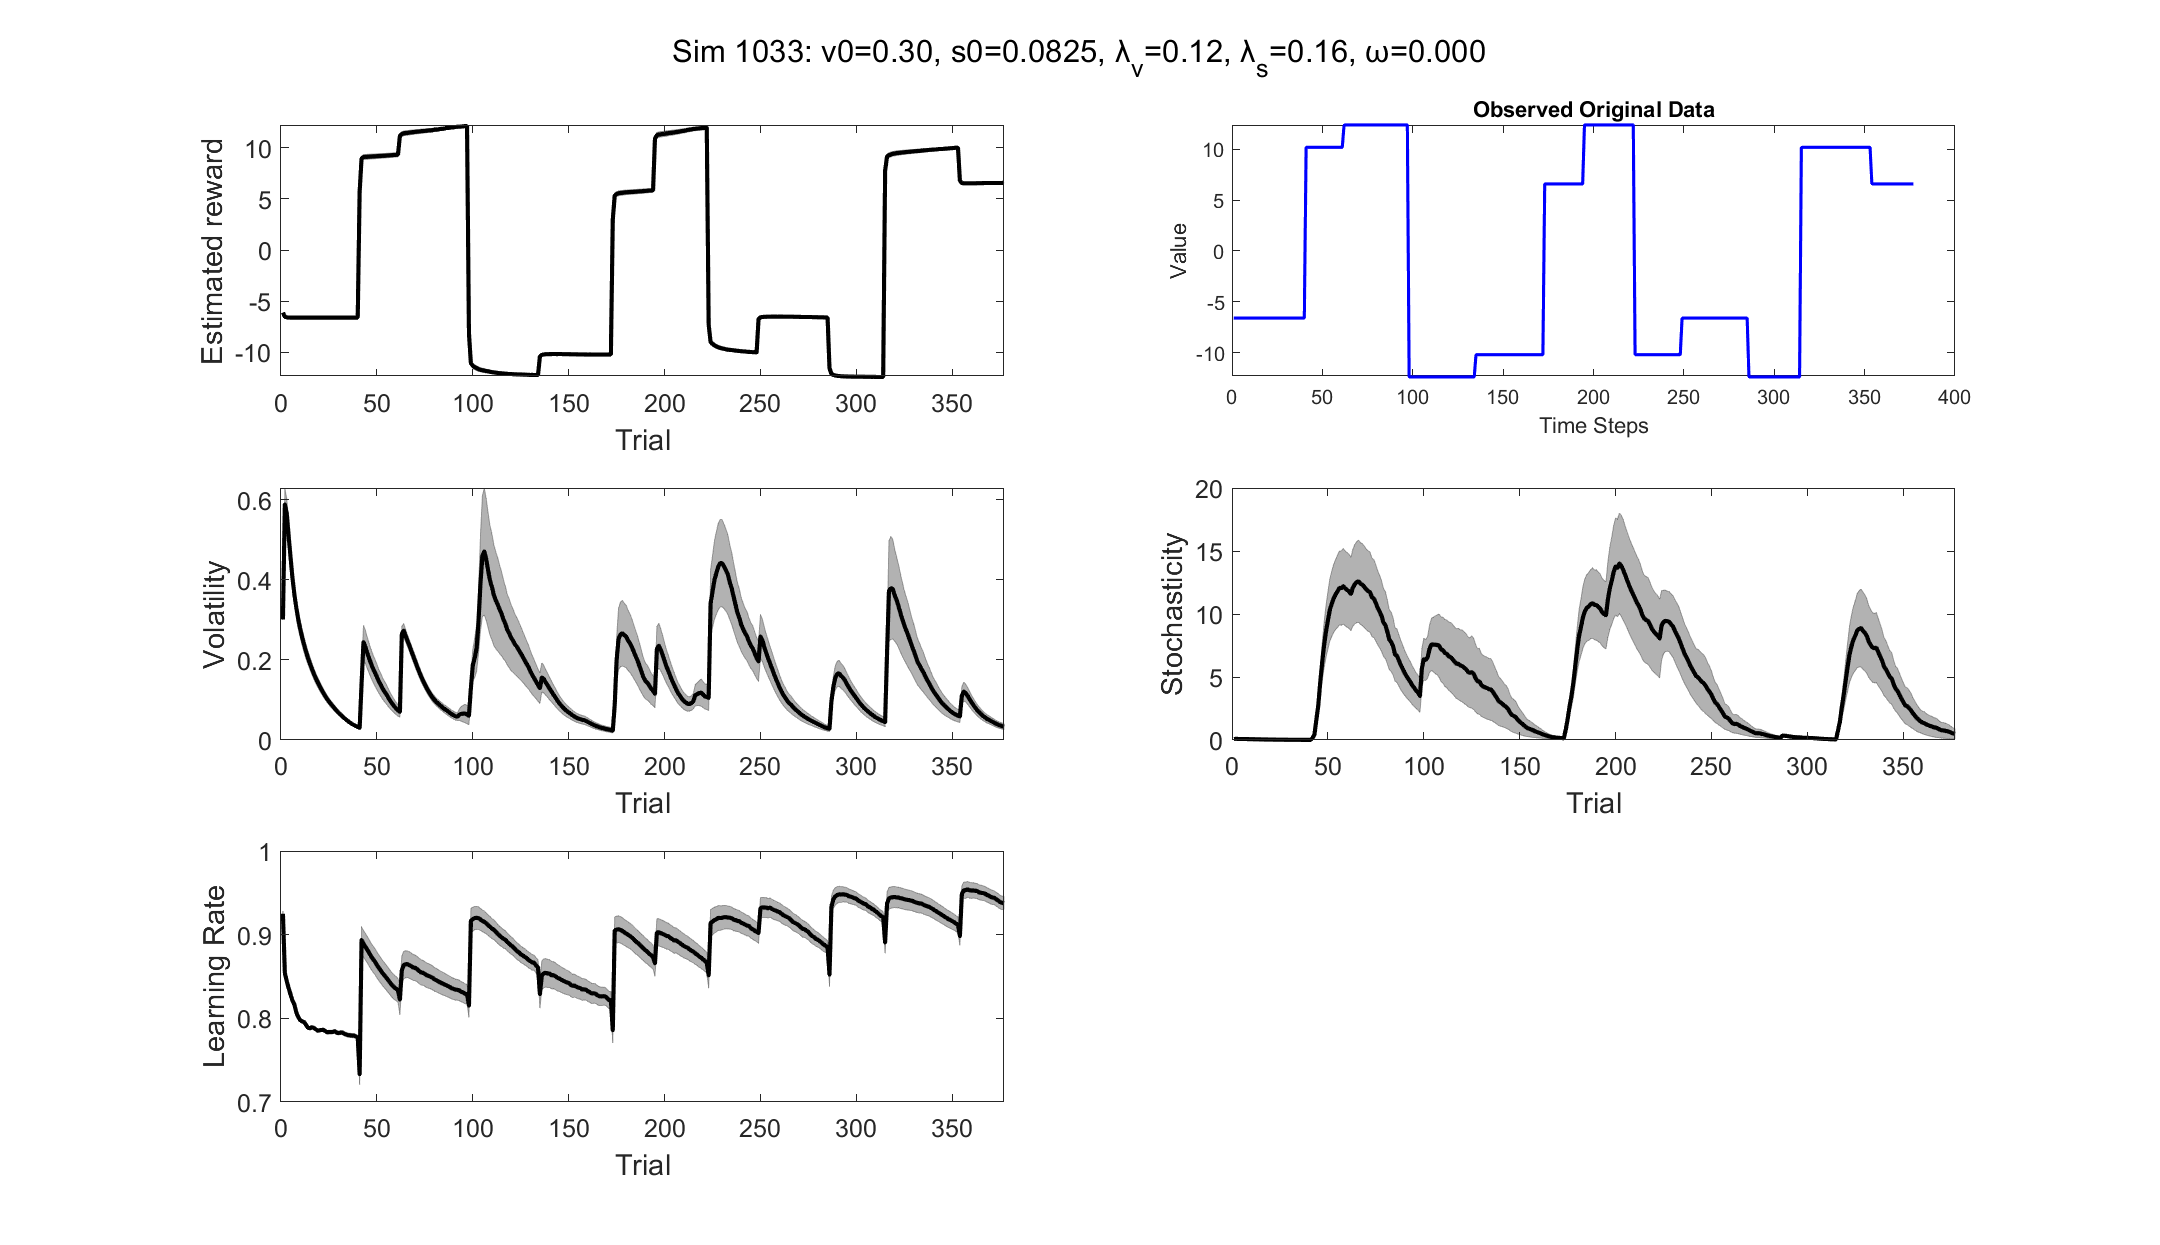 Sim 1033: v0=0.30, s0=0.0825, λv=0.12, λs=0.16, ω=0.000
Estimated reward
10
5
0
-5
-10
0 50 100 150 200 250 300 350
Trial
Observed Original Data
Value
10
5
0
-5
-10
0 50 100 150 200 250 300 350 400
Time Steps
Volatility
0.6
0.4
0.2
0
0 50 100 150 200 250 300 350
Trial
Stochasticity
20
15
10
5
0
0 50 100 150 200 250 300 350
Trial
Learning Rate
1
0.9
0.8
0.7
0 50 100 150 200 250 300 350
Trial